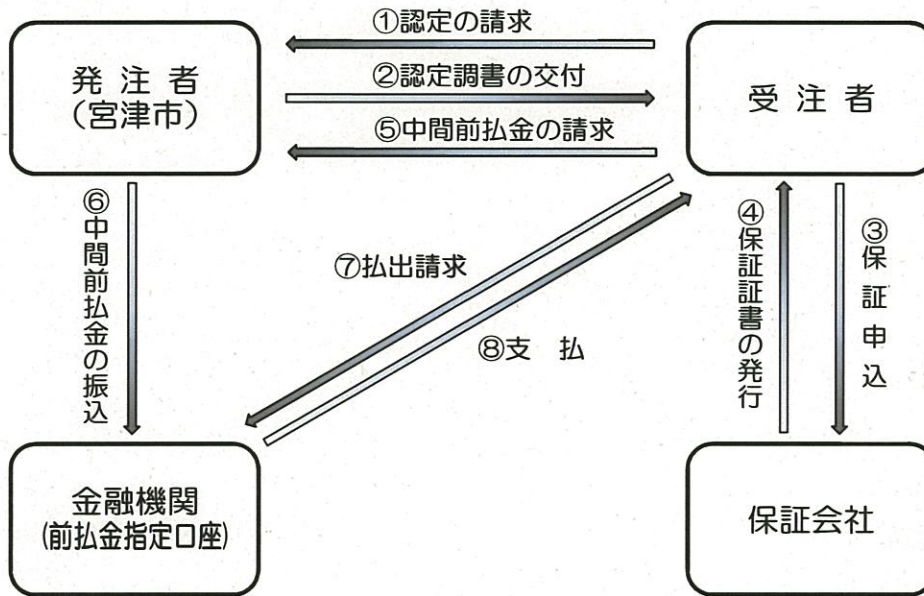 ①認定の請求
発注者
(宮津市)
②認定調書の交付
受注者
⑤中間前払金の請求
⑥中間前払金の振込
⑦払出請求
⑧支 払
④保証証書の発行
③保証申込
金融機関
(前払金指定口座)
保証会社